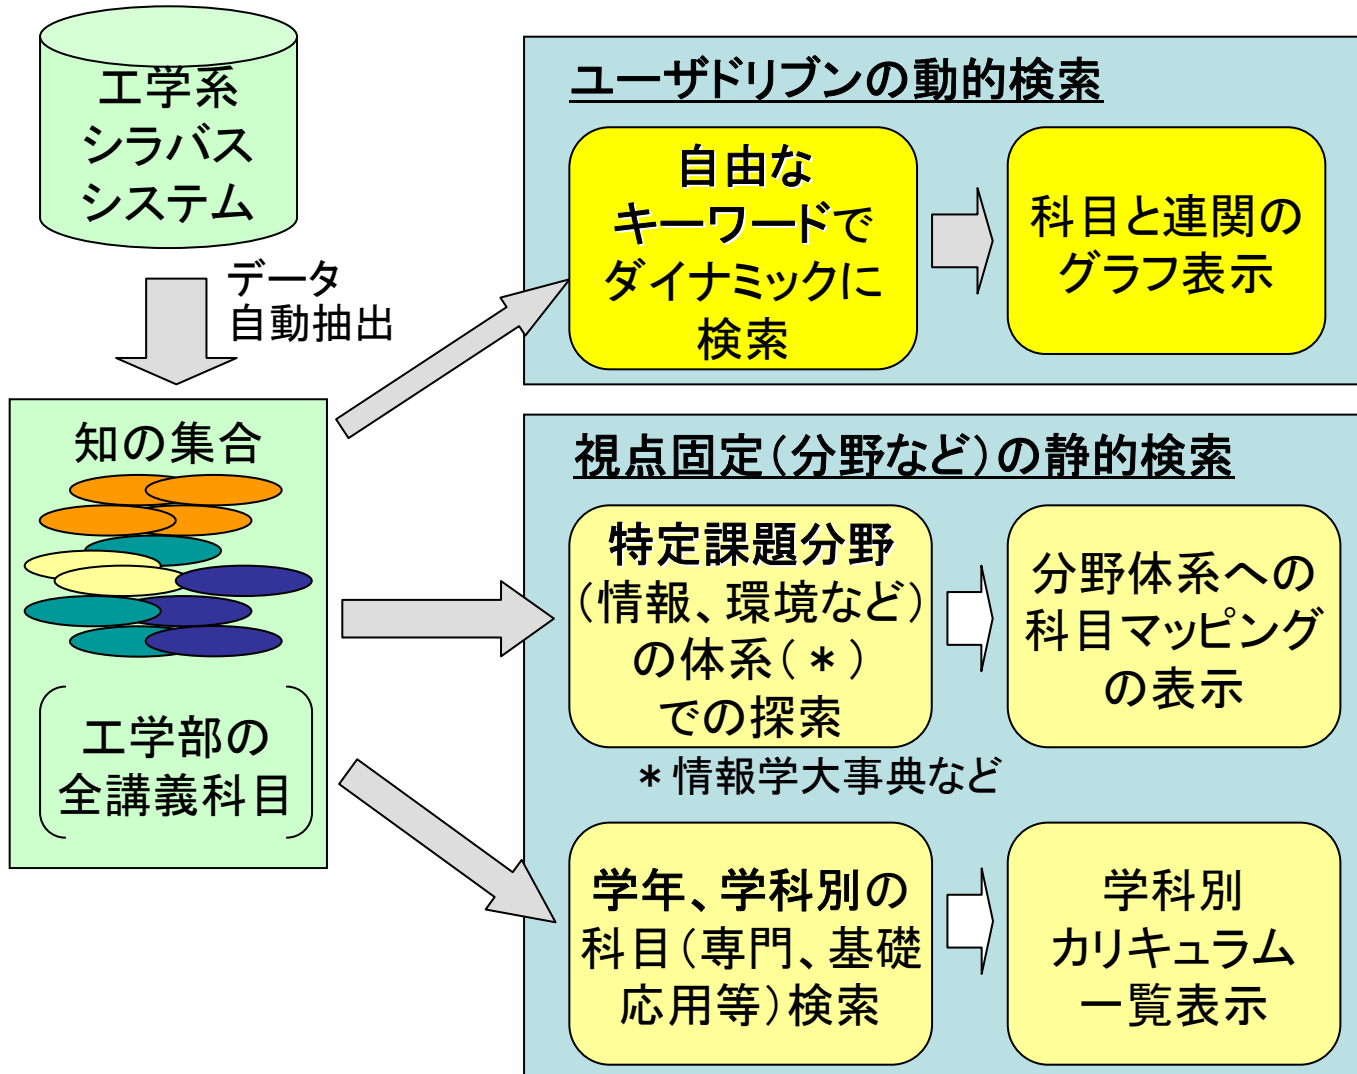 工学系
シラバス
システム
データ
自動抽出
知の集合
工学部の
全講義科目
ユーザドリブンの動的検索
自由な
キーワードで
ダイナミックに
検索
科目と連関の
グラフ表示
視点固定(分野など)の静的検索
特定課題分野
(情報、環境など)
の体系(*)
での探索
分野体系への
科目マッピング
の表示
*情報学大事典など
学年、学科別の
科目(専門、基礎
応用等)検索
学科別
カリキュラム
一覧表示